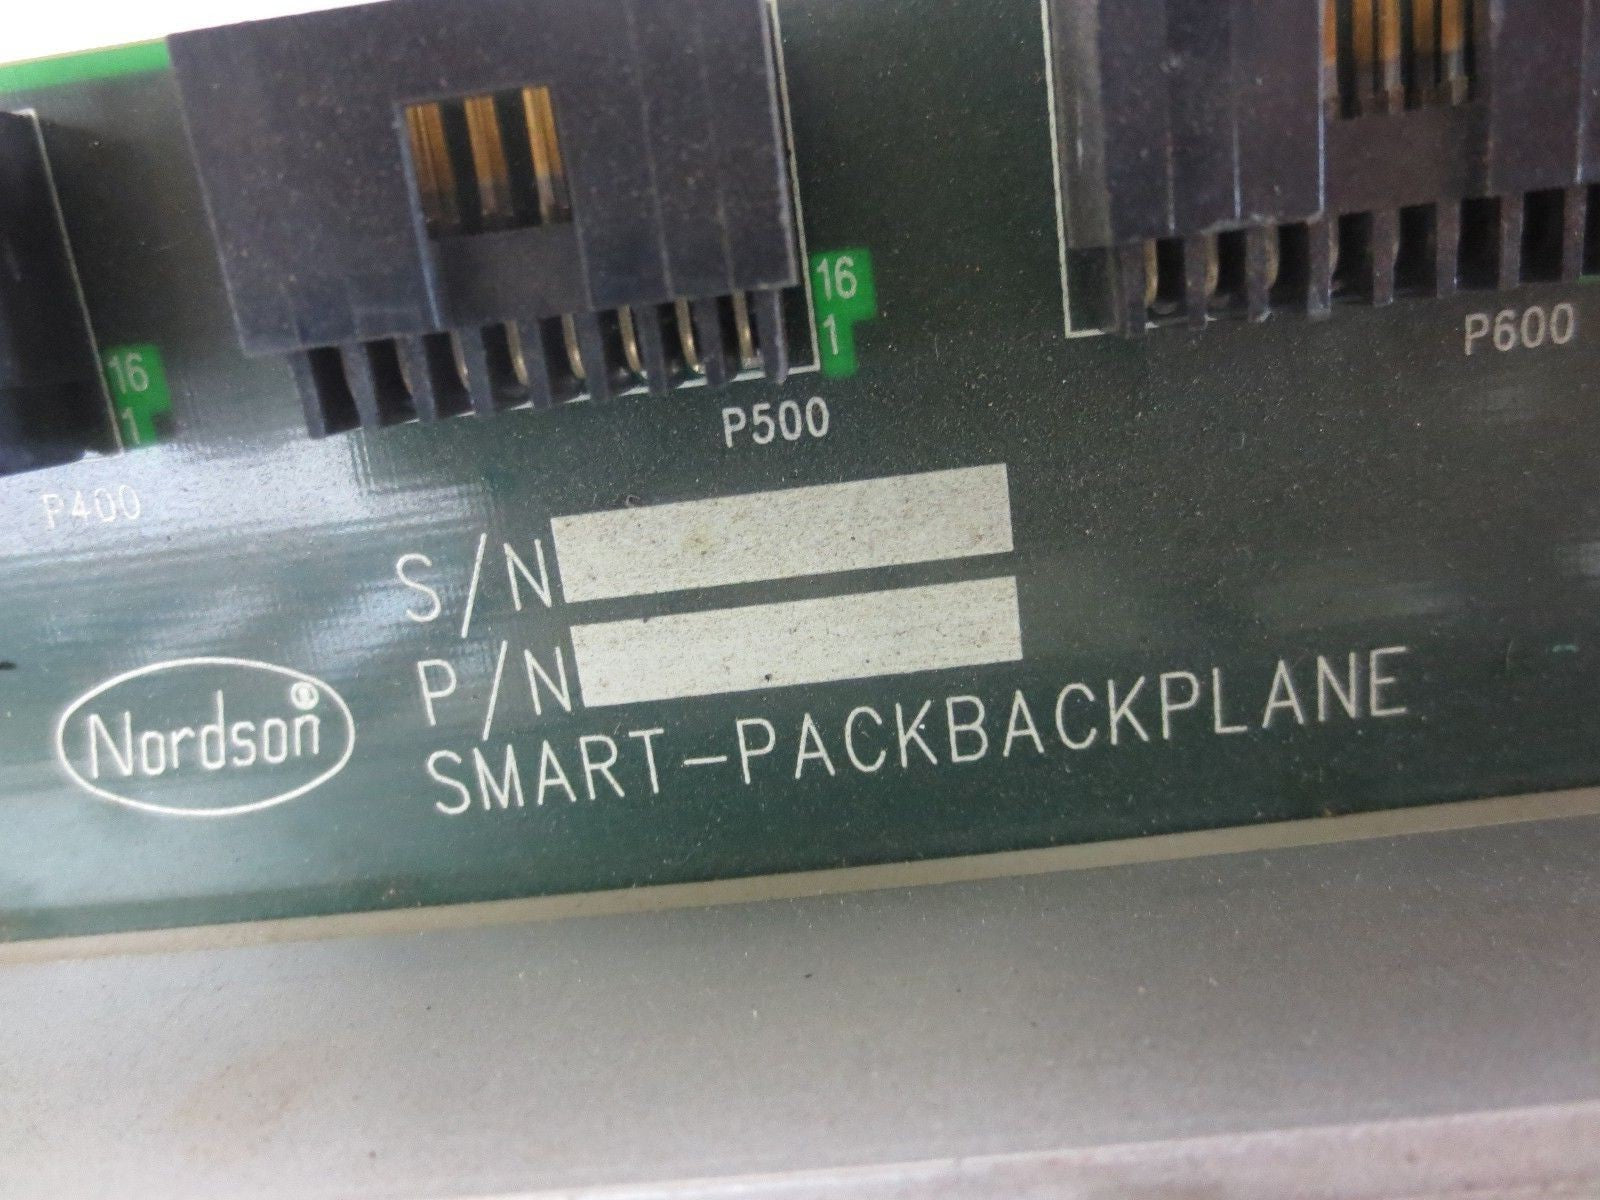 16
1
P400
16
1
P500
P600
S/N
P/N
Nordson®
SMART-PACKBACKPLANE